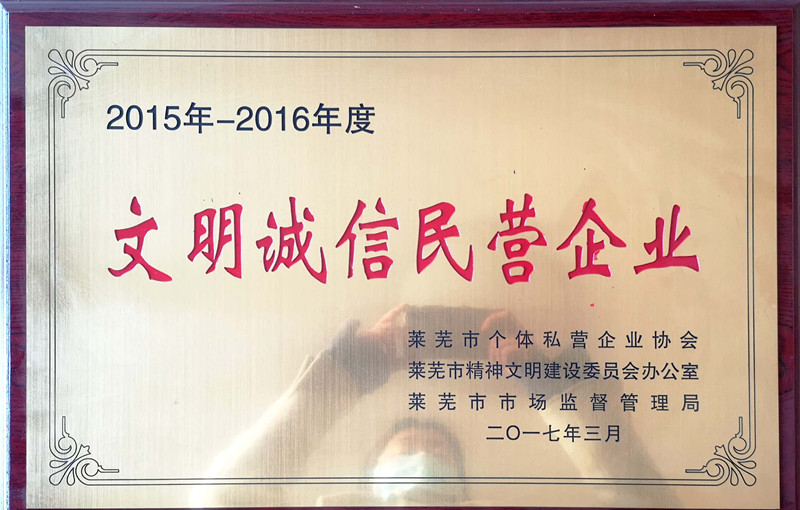 2015年-2016年度
文明诚信民营企业
莱芜市个体私营企业协会
莱芜市精神文明建设委员会办公室
莱芜市市场监督管理局
二〇一七年三月